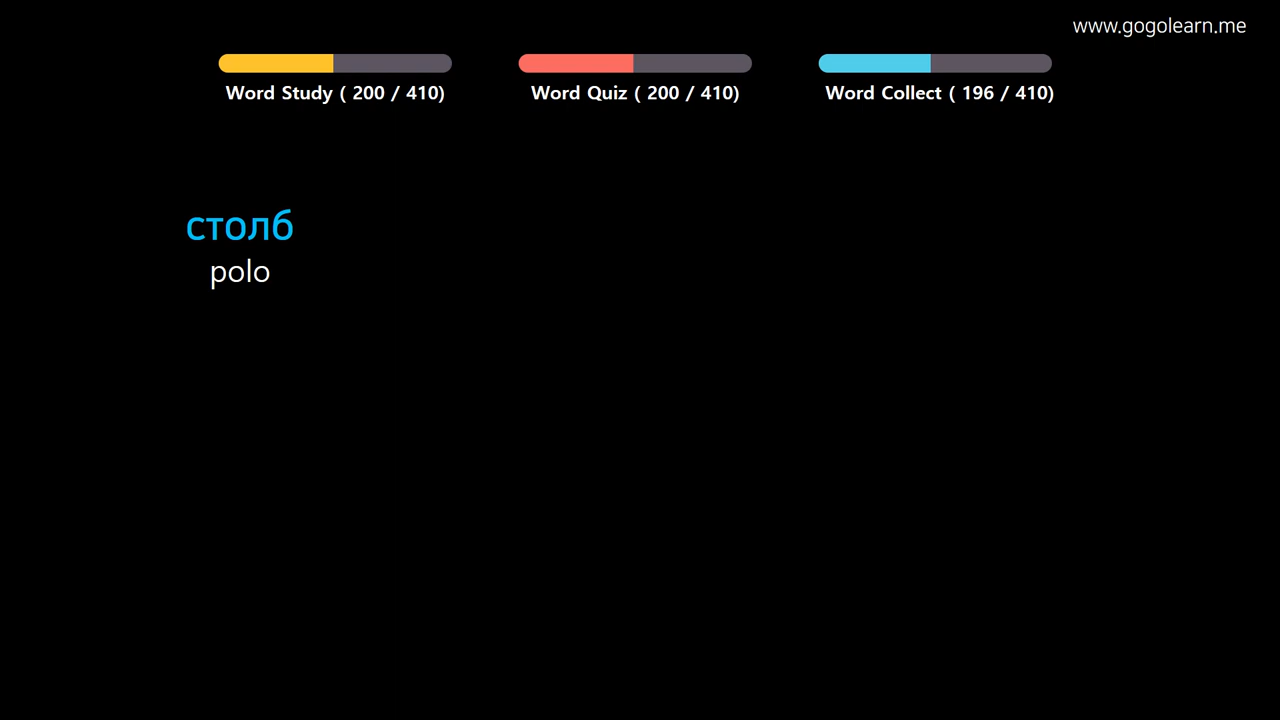 www.gogolearn.me
Word Study ( 200 / 410)
Word Quiz ( 200 / 410)
Word Collect ( 196 / 410)
столб
polo